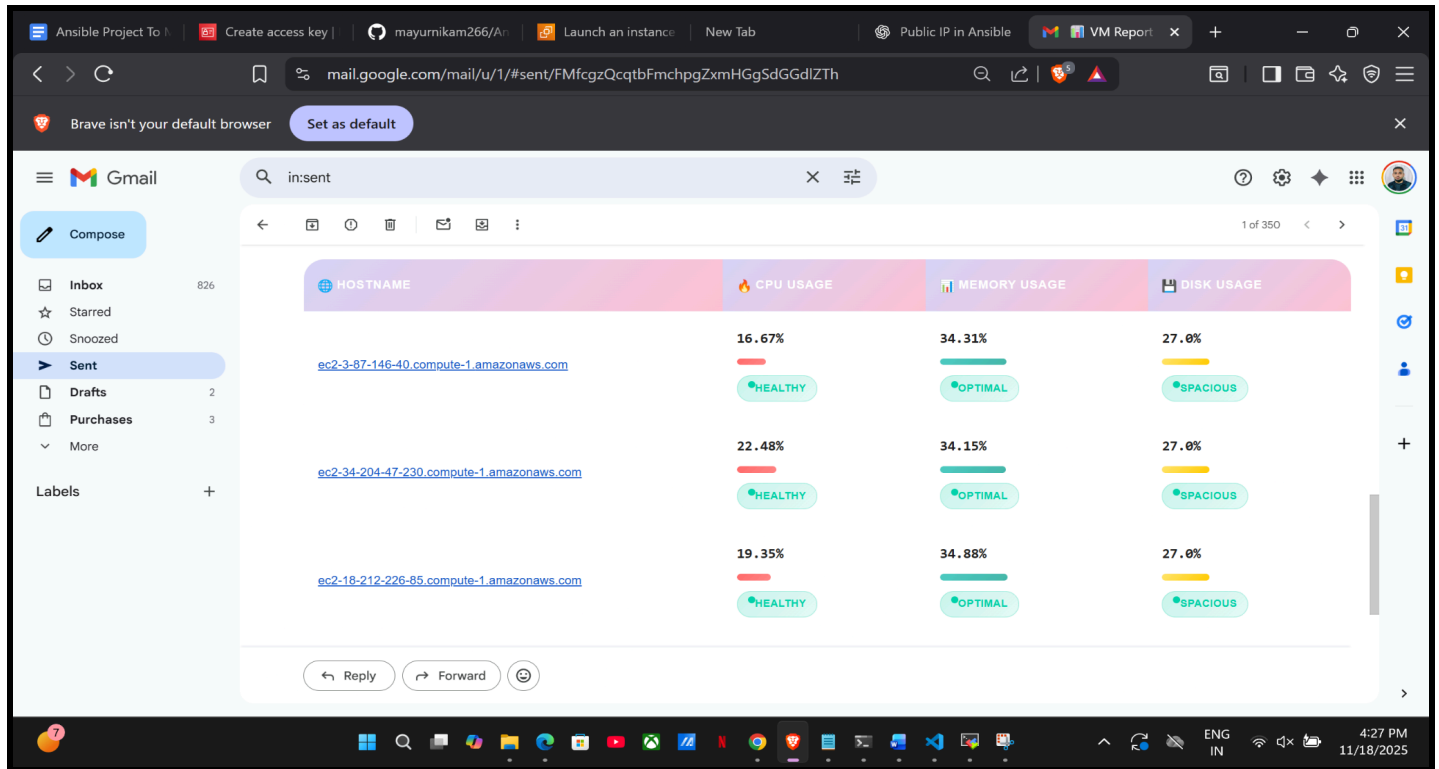 Ansible Project To M
Create access key |
mayurnikam266/An
Launch an instance
New Tab
Public IP in Ansible
VM Report
mail.google.com/mail/u/1/#sent/FMfcgzQcqtbFmchpgZxmHGgSdGGdlZTh
5
Brave isn't your default browser
Set as default
Gmail
in:sent
Compose
1 of 350
31
Inbox 826
Starred
Snoozed
Sent
Drafts 2
Purchases 3
More
Labels
HOSTNAME CPU USAGE MEMORY USAGE DISK USAGE
16.67% 34.31% 27.0%
ec2-3-87-146-40.compute-1.amazonaws.com
HEALTHY OPTIMAL SPACIOUS
22.48% 34.15% 27.0%
ec2-34-204-47-230.compute-1.amazonaws.com
HEALTHY OPTIMAL SPACIOUS
19.35% 34.88% 27.0%
ec2-18-212-226-85.compute-1.amazonaws.com
HEALTHY OPTIMAL SPACIOUS
Reply
Forward
7
ENG
IN
4:27 PM
11/18/2025